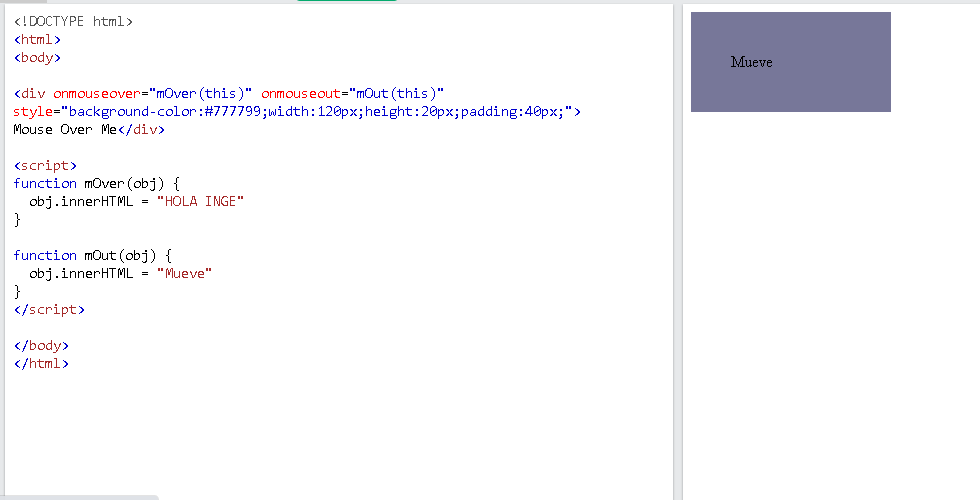 <!DOCTYPE html>
<html>
<body>
<div onmouseover="mOver(this)" onmouseout="mOut(this)"
style="background-color:#777799;width:120px;height:20px;padding:40px;">
Mouse Over Me</div>
<script>
function mOver(obj) {
  obj.innerHTML = "HOLA INGE"
}
function mOut(obj) {
  obj.innerHTML = "Mueve"
}
</script>
</body>
</html>
Mueve